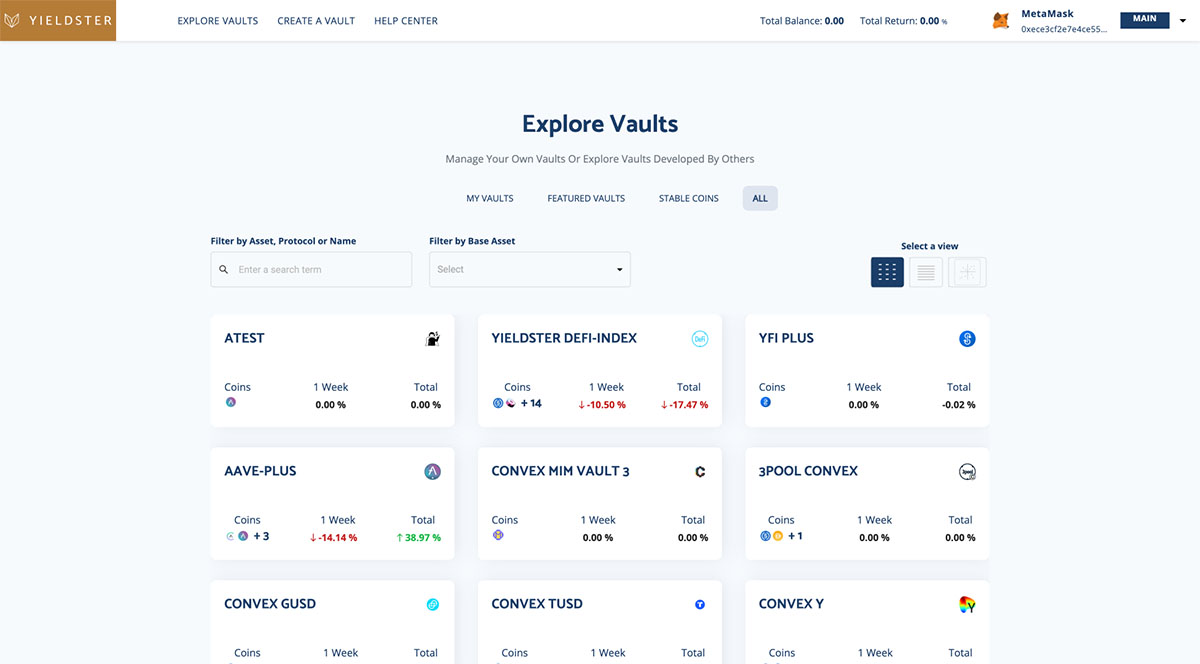 YIELDSTER EXPLORE VAULTS CREATE A VAULT HELP CENTER Total Balance: 0.00 Total Return: 0.00 % MetaMask MAIN
0xece3cf2e7e4ce55...
Explore Vaults
Manage Your Own Vaults Or Explore Vaults Developed By Others
MY VAULTS FEATURED VAULTS STABLE COINS ALL
Filter by Asset, Protocol or Name Filter by Base Asset Select a view
Enter a search term Select
ATEST YIELDSTER DEFI-INDEX DeFi YFI PLUS
Coins 1 Week Total Coins 1 Week Total Coins 1 Week Total
0.00 % 0.00 % + 14 ↓-10.50 % ↓-17.47 % 0.00 % -0.02 %
AAVE-PLUS CONVEX MIM VAULT 3 3POOL CONVEX 3pool
Coins 1 Week Total Coins 1 Week Total Coins 1 Week Total
+ 3 ↓-14.14 % ↑38.97 % 0.00 % 0.00 % + 1 0.00 % 0.00 %
CONVEX GUSD CONVEX TUSD T CONVEX Y Y
Coins 1 Week Total Coins 1 Week Total Coins 1 Week Total